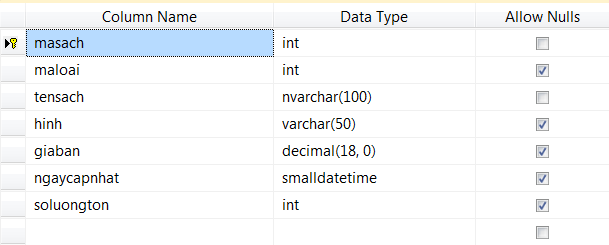 Column Name Data Type Allow Nulls
masach int
maloai int
tensach nvarchar(100)
hinh varchar(50)
giaban decimal(18, 0)
ngaycapnhat smalldatetime
soluongton int